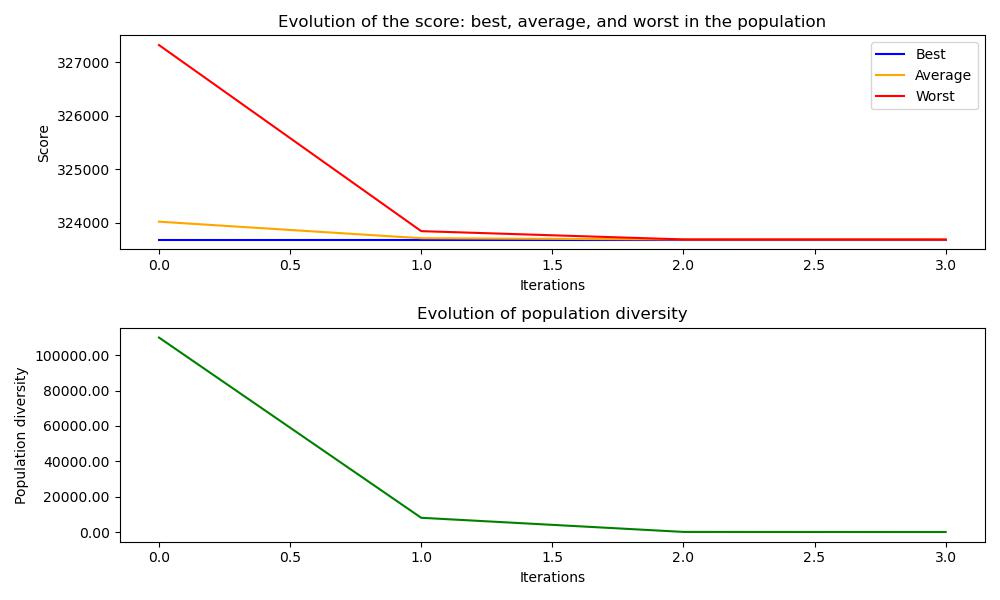 Evolution of the score: best, average, and worst in the population
Score
327000
326000
325000
324000
Best
Average
Worst
0.0 0.5 1.0 1.5 2.0 2.5 3.0
Iterations
Evolution of population diversity
Population diversity
100000.00
80000.00
60000.00
40000.00
20000.00
0.00
0.0 0.5 1.0 1.5 2.0 2.5 3.0
Iterations